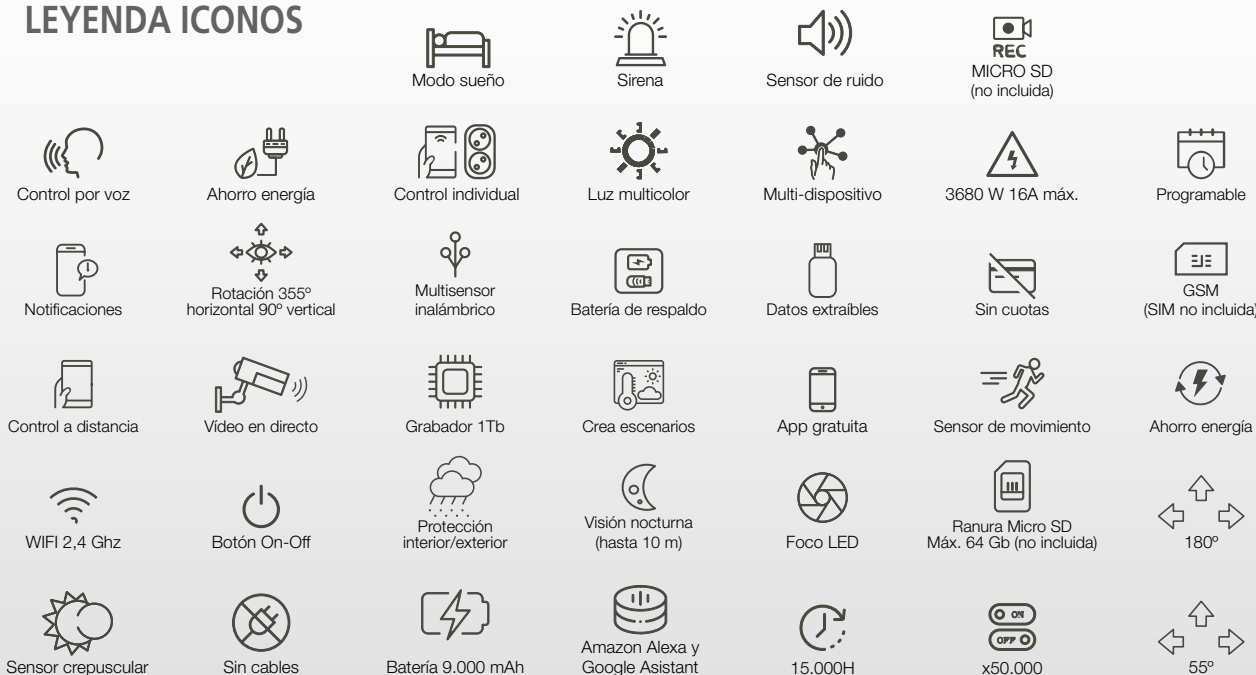 LEYENDA ICONOS
Modo sueño
Sirena
Sensor de ruido
REC
MICRO SD
(no incluida)
Control por voz
Ahorro energía
Control individual
Luz multicolor
Multi-dispositivo
3680 W 16A máx.
Programable
Notificaciones
Rotación 355º
horizontal 90º vertical
Multisensor
inalámbrico
Batería de respaldo
Datos extraíbles
Sin cuotas
GSM
(SIM no incluida)
Control a distancia
Vídeo en directo
Grabador 1Tb
Crea escenarios
App gratuita
Sensor de movimiento
Ahorro energía
WIFI 2,4 Ghz
Botón On-Off
Protección
interior/exterior
Visión nocturna
(hasta 10 m)
Foco LED
Ranura Micro SD
Máx. 64 Gb (no incluida)
180º
Sensor crepuscular
Sin cables
Batería 9.000 mAh
Amazon Alexa y
Google Asistant
15.000H
ON
OFF
x50.000
55º